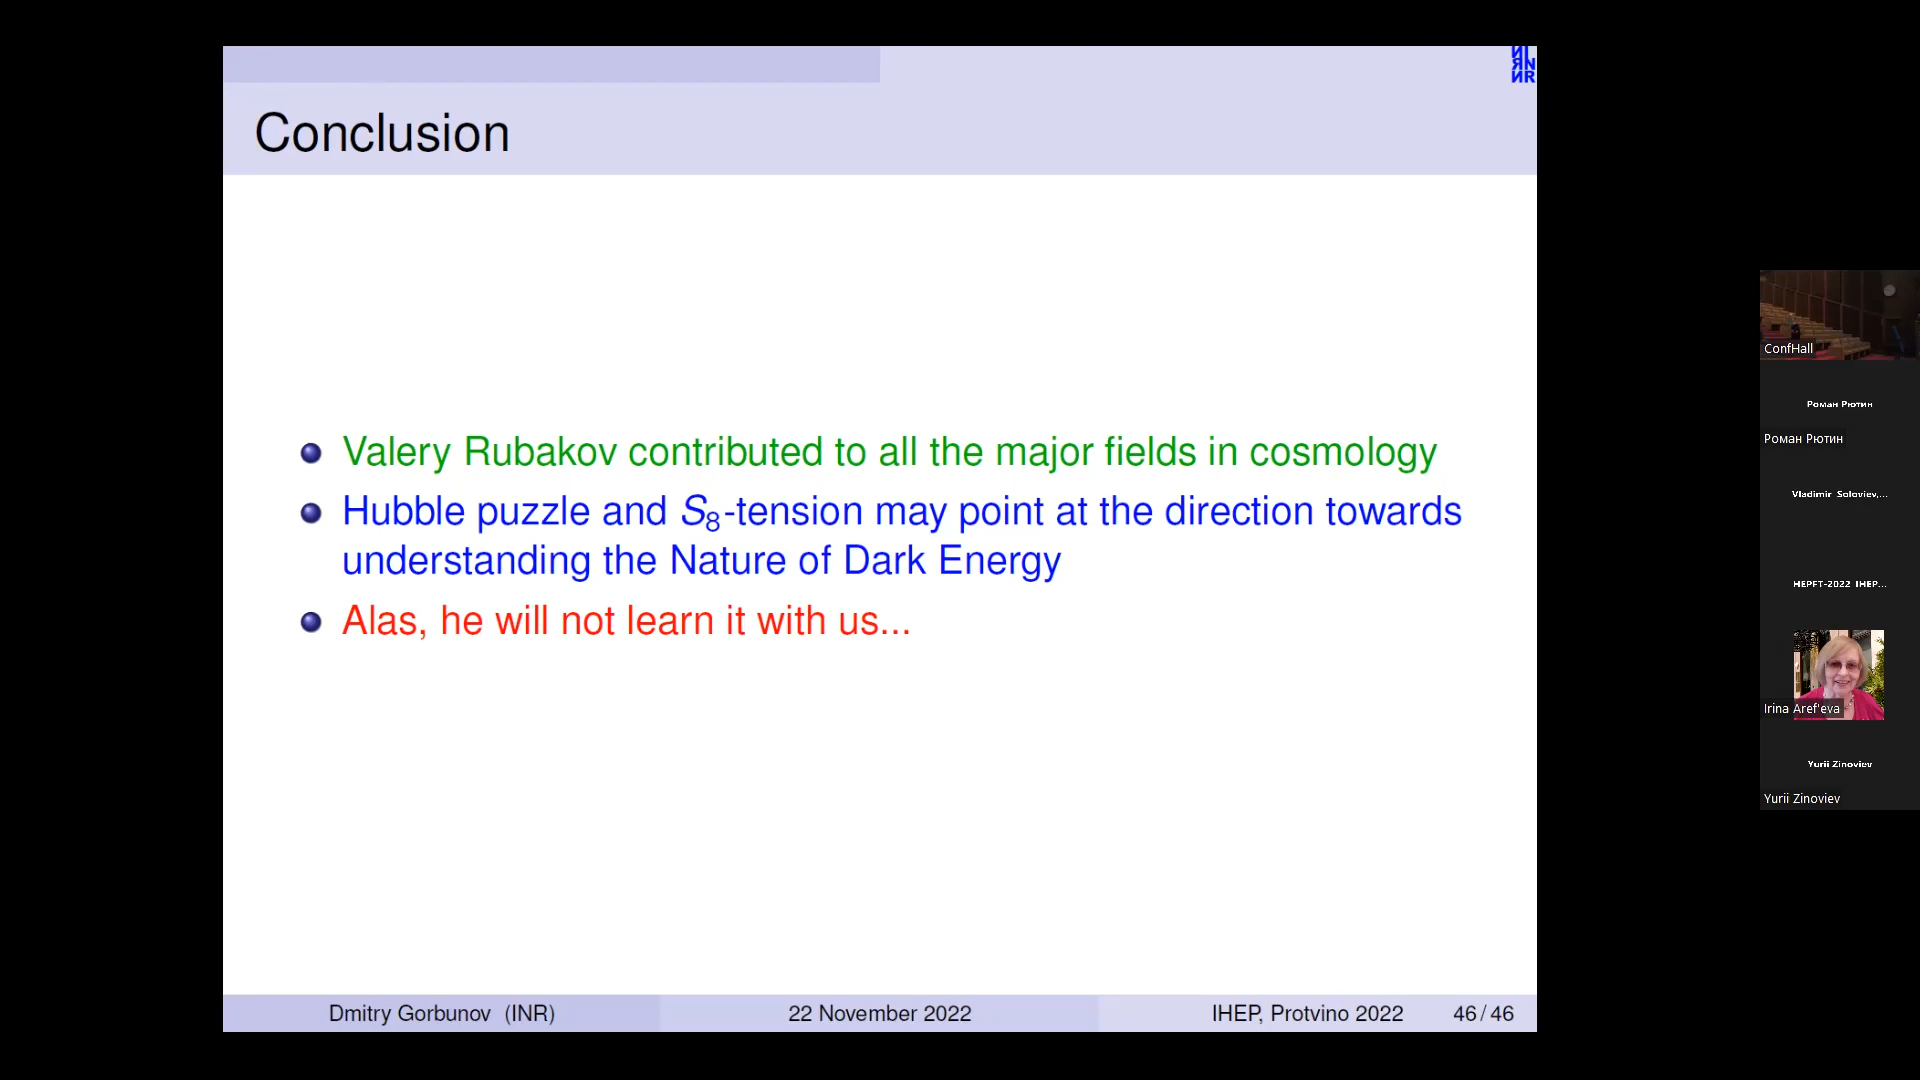 ИЯИ
INR
Conclusion
Valery Rubakov contributed to all the major fields in cosmology
Hubble puzzle and S₈-tension may point at the direction towards
understanding the Nature of Dark Energy
Alas, he will not learn it with us...
Dmitry Gorbunov (INR)
22 November 2022
IHEP, Protvino 2022
46 / 46
ConfHall
Роман Рютин
Роман Рютин
Vladimir Soloviev,...
HEPFT-2022 IHEP...
Irina Aref'eva
Yurii Zinoviev
Yurii Zinoviev